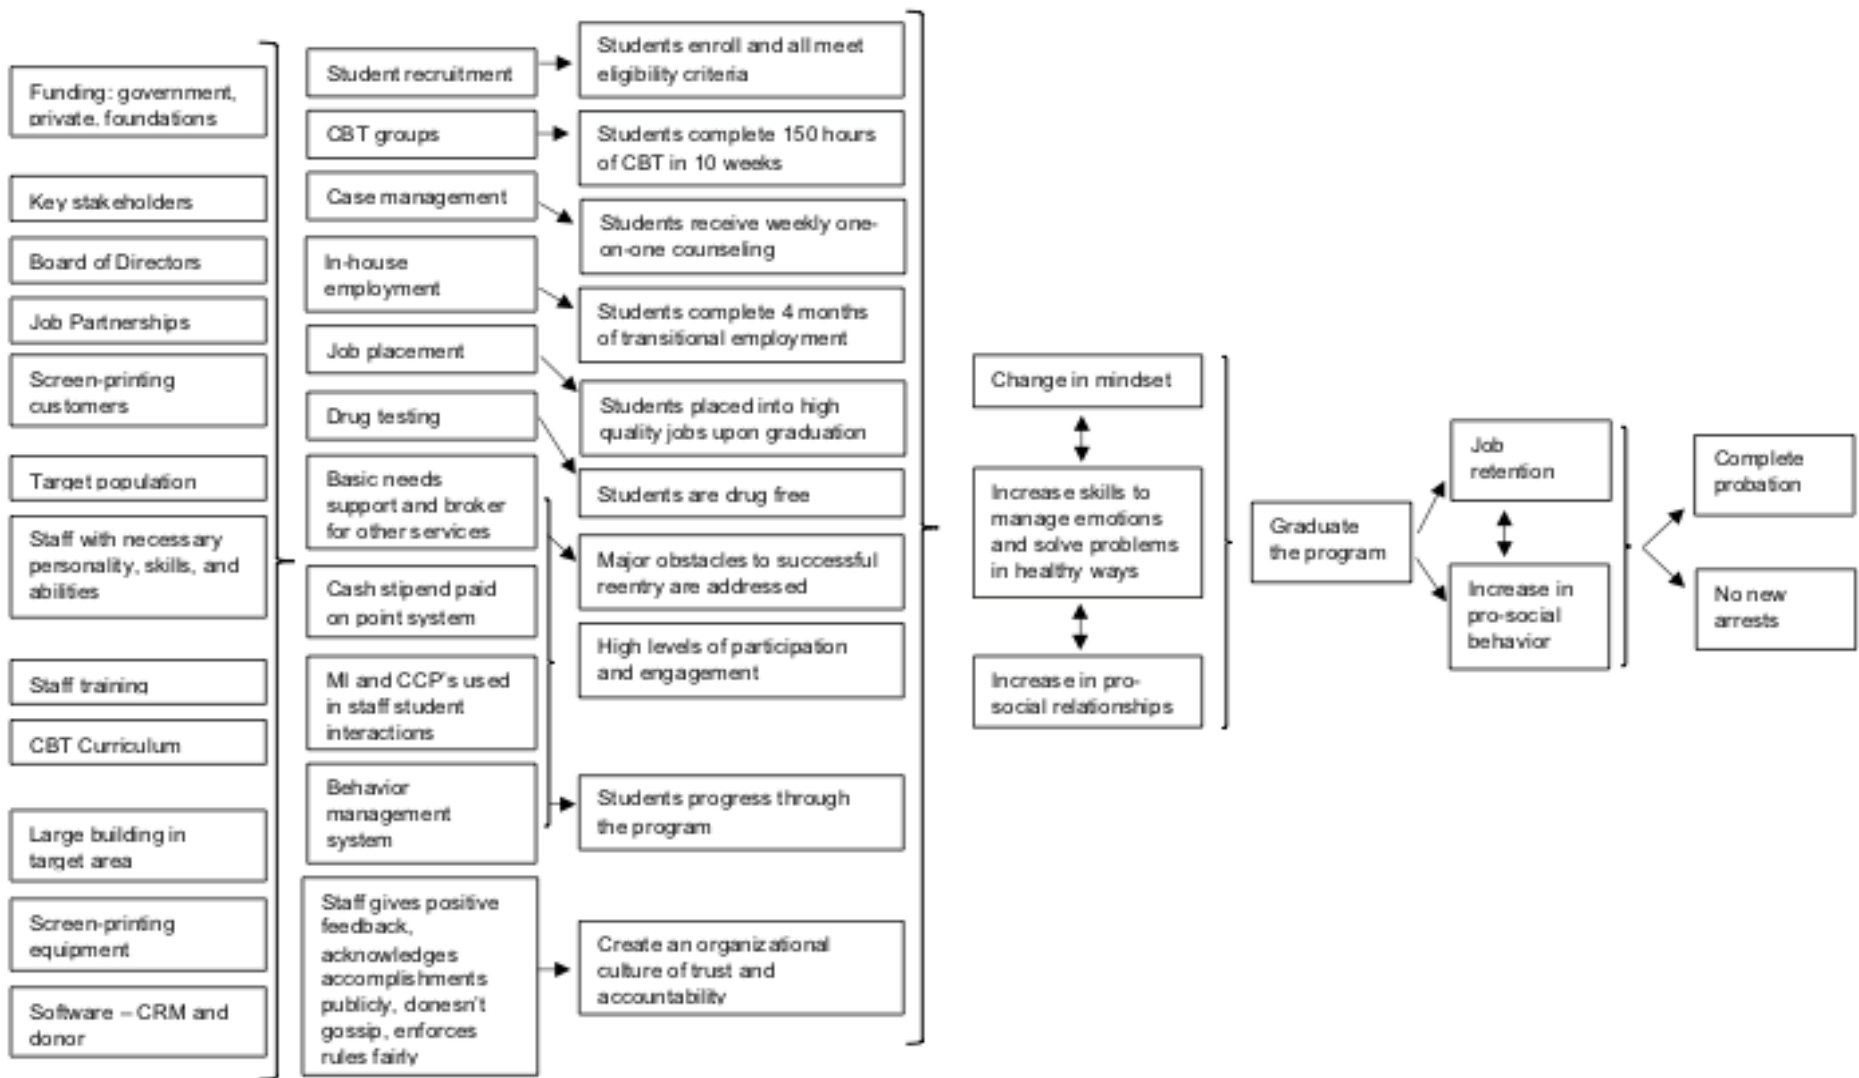 Funding: government,
private, foundations
Key stakeholders
Board of Directors
Job Partnerships
Screen-printing
customers
Target population
Staff with necessary
personality, skills, and
abilities
Staff training
CBT Curriculum
Large building in
target area
Screen-printing
equipment
Software – CRM and
donor
Student recruitment
CBT groups
Case management
In-house
employment
Job placement
Drug testing
Basic needs
support and broker
for other services
Cash stipend paid
on point system
MI and CCP's used
in staff student
interactions
Behavior
management
system
Staff gives positive
feedback,
acknowledges
accomplishments
publicly, donesn't
gossip, enforces
rules fairly
Students enroll and all meet
eligibility criteria
Students complete 150 hours
of CBT in 10 weeks
Students receive weekly one-
on-one counseling
Students complete 4 months
of transitional employment
Students placed into high
quality jobs upon graduation
Students are drug free
Major obstacles to successful
reentry are addressed
High levels of participation
and engagement
Students progress through
the program
Create an organizational
culture of trust and
accountability
Change in mindset
Increase skills to
manage emotions
and solve problems
in healthy ways
Increase in pro-
social relationships
Graduate
the program
Job
retention
Increase in
pro-social
behavior
Complete
probation
No new
arrests